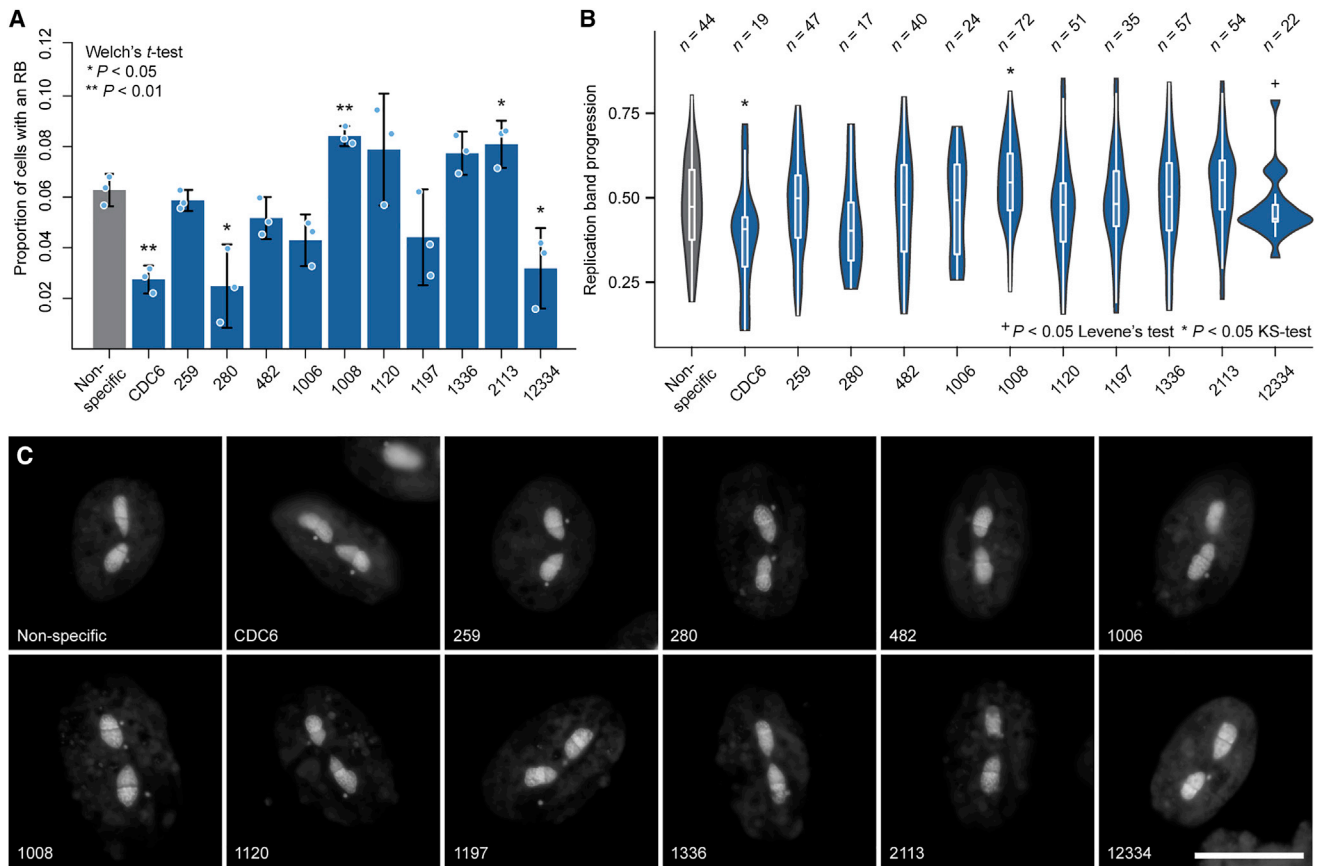 A
Proportion of cells with an RB
0.12
0.10
0.08
0.06
0.04
0.02
Welch's t-test
* P < 0.05
** P < 0.01
**
*
**
*
*
Non-
specific
CDC6
259
280
482
1006
1008
1120
1197
1336
2113
12334
B
Replication band progression
0.75
0.50
0.25
n = 44
n = 19
n = 47
n = 17
n = 40
n = 24
n = 72
n = 51
n = 35
n = 57
n = 54
n = 22
*
*
+
+ P < 0.05 Levene's test * P < 0.05 KS-test
Non-
specific
CDC6
259
280
482
1006
1008
1120
1197
1336
2113
12334
C
Non-specific
CDC6
259
280
482
1006
1008
1120
1197
1336
2113
12334